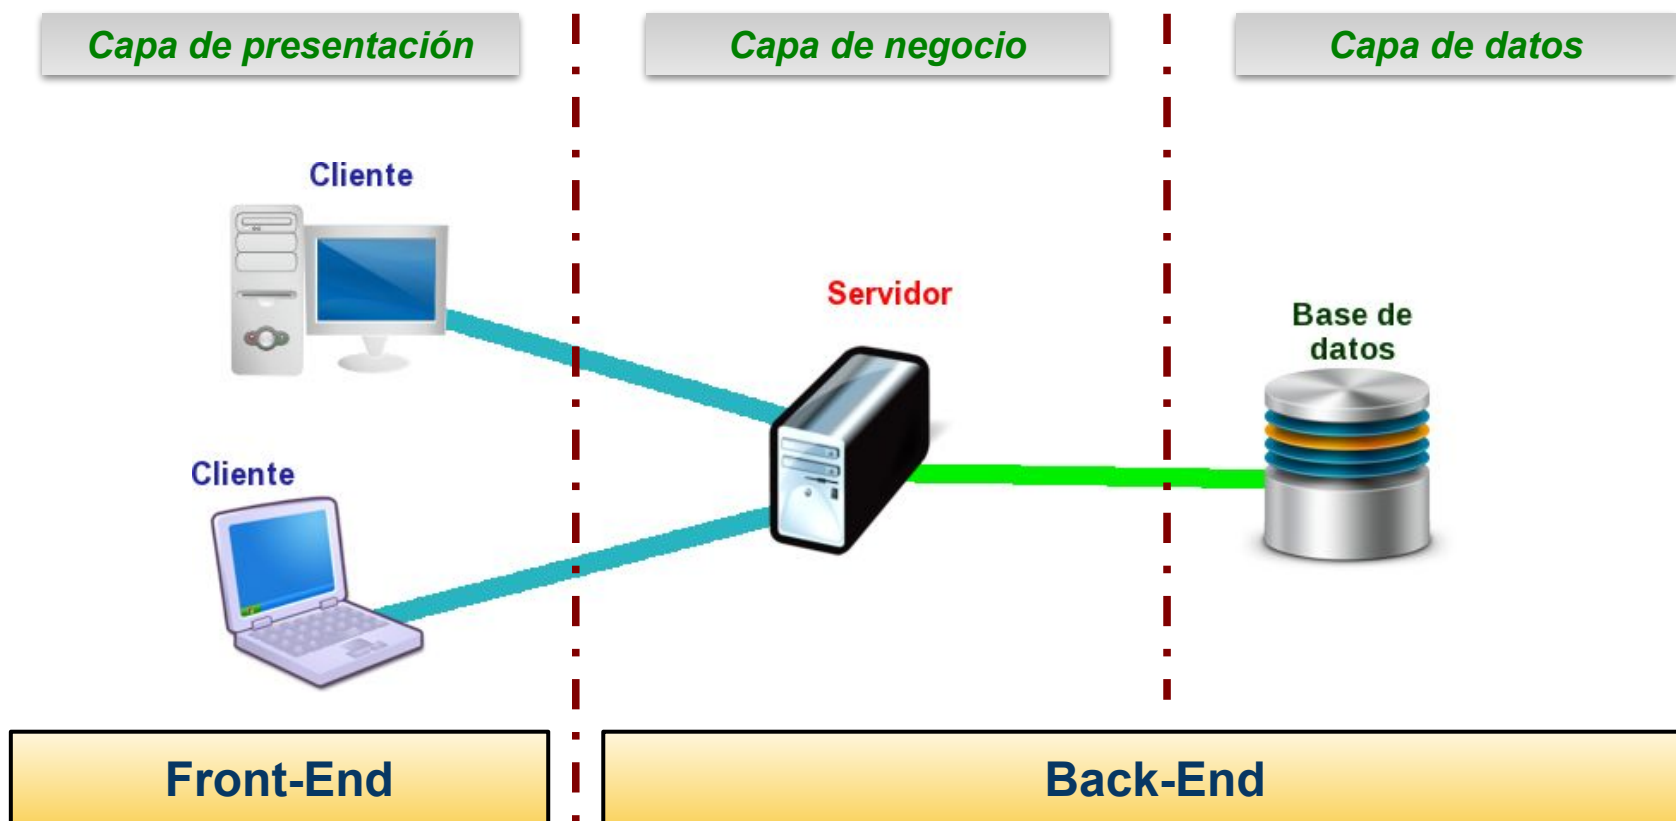 Capa de presentación
Capa de negocio
Capa de datos
Cliente
Servidor
Base de
datos
Cliente
Front-End
Back-End